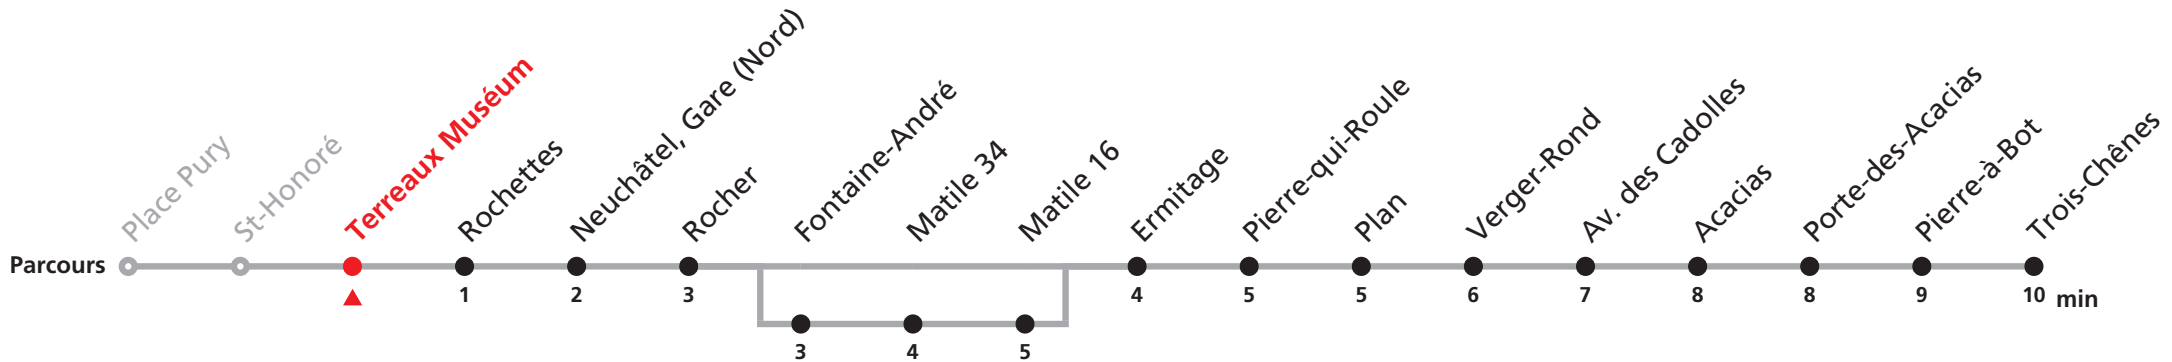 Place Pury
St-Honoré
Terreaux Muséum
Rochettes
Neuchâtel, Gare (Nord)
Rocher
Fontaine-André
Matile 34
Matile 16
Ermitage
Pierre-qui-Roule
Plan
Verger-Rond
Av. des Cadolles
Acacias
Porte-des-Acacias
Pierre-à-Bot
Trois-Chênes
Parcours
1 2 3 4 5 5 6 7 8 8 9 10 min
3 4 5